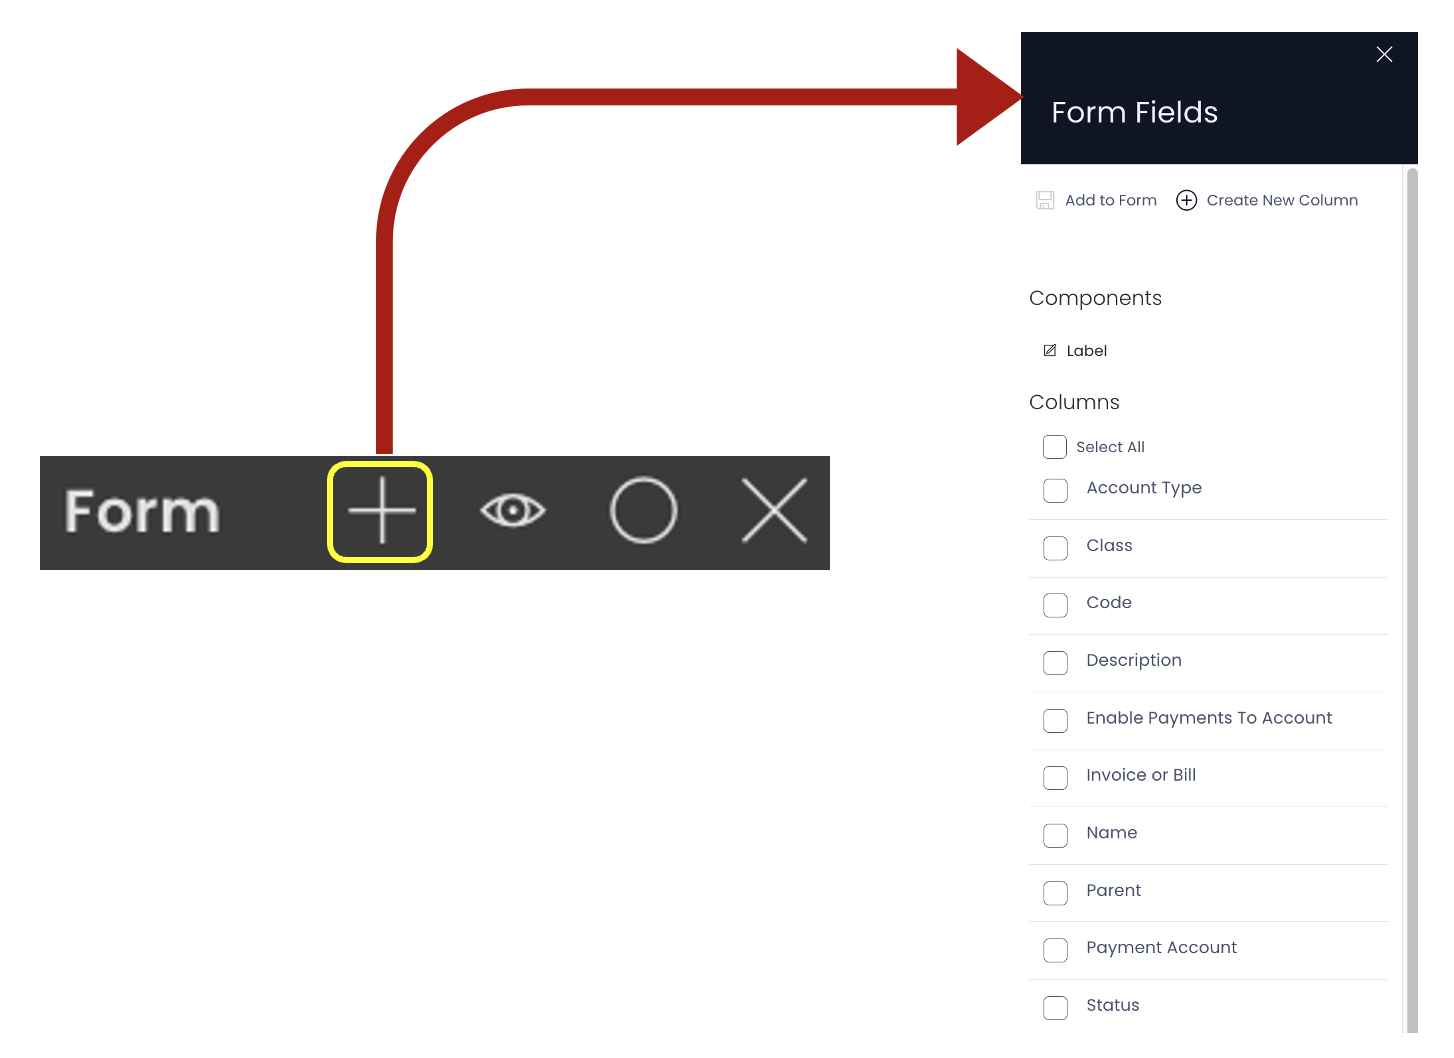 Form
Form Fields
Add to Form Create New Column
Components
Label
Columns
Select All
Account Type
Class
Code
Description
Enable Payments To Account
Invoice or Bill
Name
Parent
Payment Account
Status